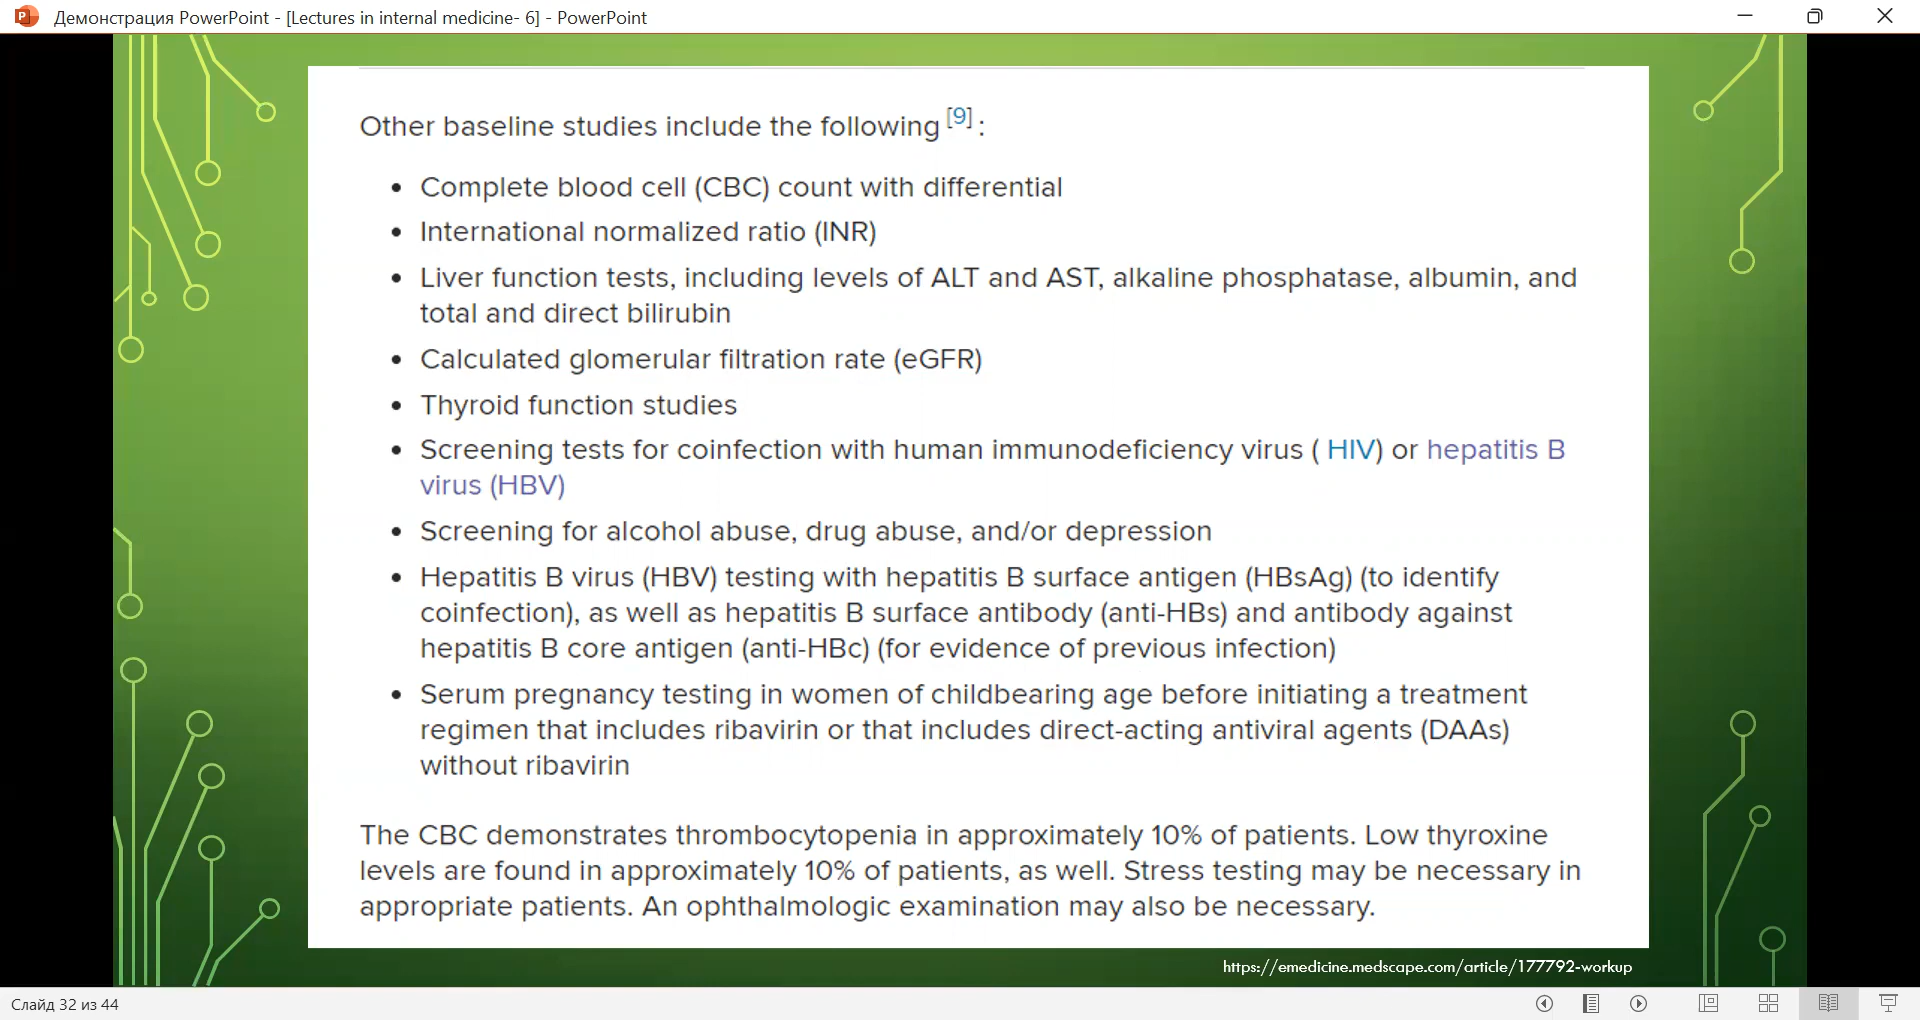 Демонстрация PowerPoint - [Lectures in internal medicine- 6] - PowerPoint
Other baseline studies include the following [9] :
• Complete blood cell (CBC) count with differential
• International normalized ratio (INR)
• Liver function tests, including levels of ALT and AST, alkaline phosphatase, albumin, and
total and direct bilirubin
• Calculated glomerular filtration rate (eGFR)
• Thyroid function studies
• Screening tests for coinfection with human immunodeficiency virus ( HIV) or hepatitis B
virus (HBV)
• Screening for alcohol abuse, drug abuse, and/or depression
• Hepatitis B virus (HBV) testing with hepatitis B surface antigen (HBsAg) (to identify
coinfection), as well as hepatitis B surface antibody (anti-HBs) and antibody against
hepatitis B core antigen (anti-HBc) (for evidence of previous infection)
• Serum pregnancy testing in women of childbearing age before initiating a treatment
regimen that includes ribavirin or that includes direct-acting antiviral agents (DAAs)
without ribavirin
The CBC demonstrates thrombocytopenia in approximately 10% of patients. Low thyroxine
levels are found in approximately 10% of patients, as well. Stress testing may be necessary in
appropriate patients. An ophthalmologic examination may also be necessary.
https://emedicine.medscape.com/article/177792-workup
Слайд 32 из 44